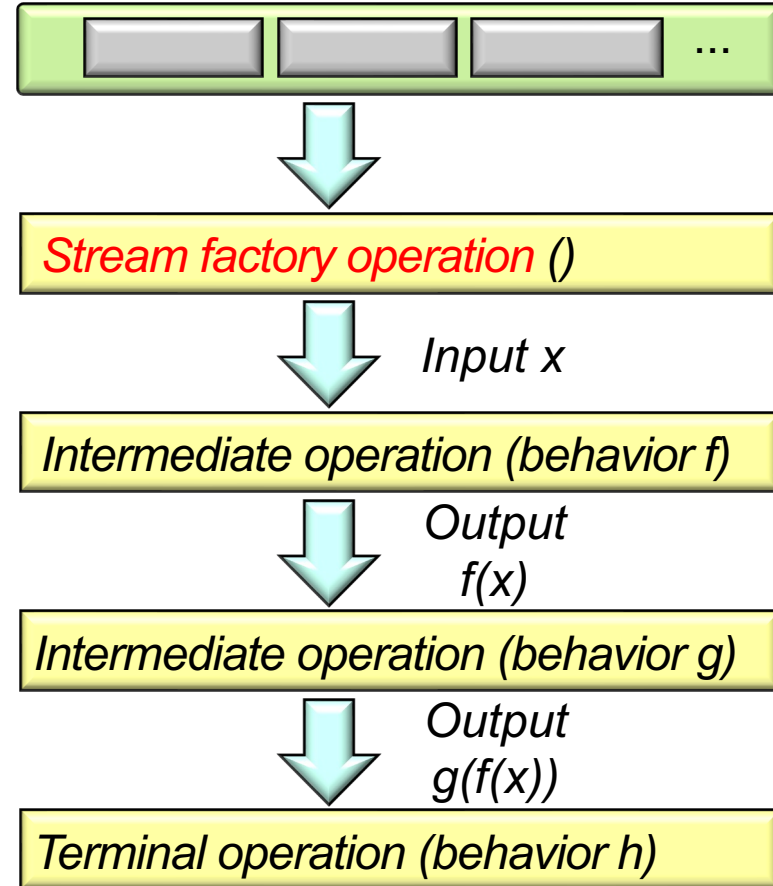 ...
Stream factory operation ()
Input x
Intermediate operation (behavior f)
Output
f(x)
Intermediate operation (behavior g)
Output
g(f(x))
Terminal operation (behavior h)